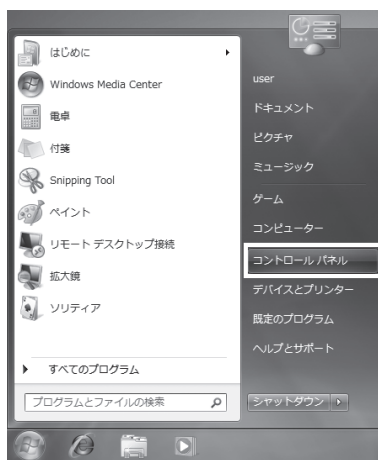 はじめに
Windows Media Center
電卓
付箋
Snipping Tool
ペイント
リモート デスクトップ接続
拡大鏡
ソリティア
すべてのプログラム
プログラムとファイルの検索
user
ドキュメント
ピクチャ
ミュージック
ゲーム
コンピューター
コントロール パネル
デバイスとプリンター
既定のプログラム
ヘルプとサポート
シャットダウン